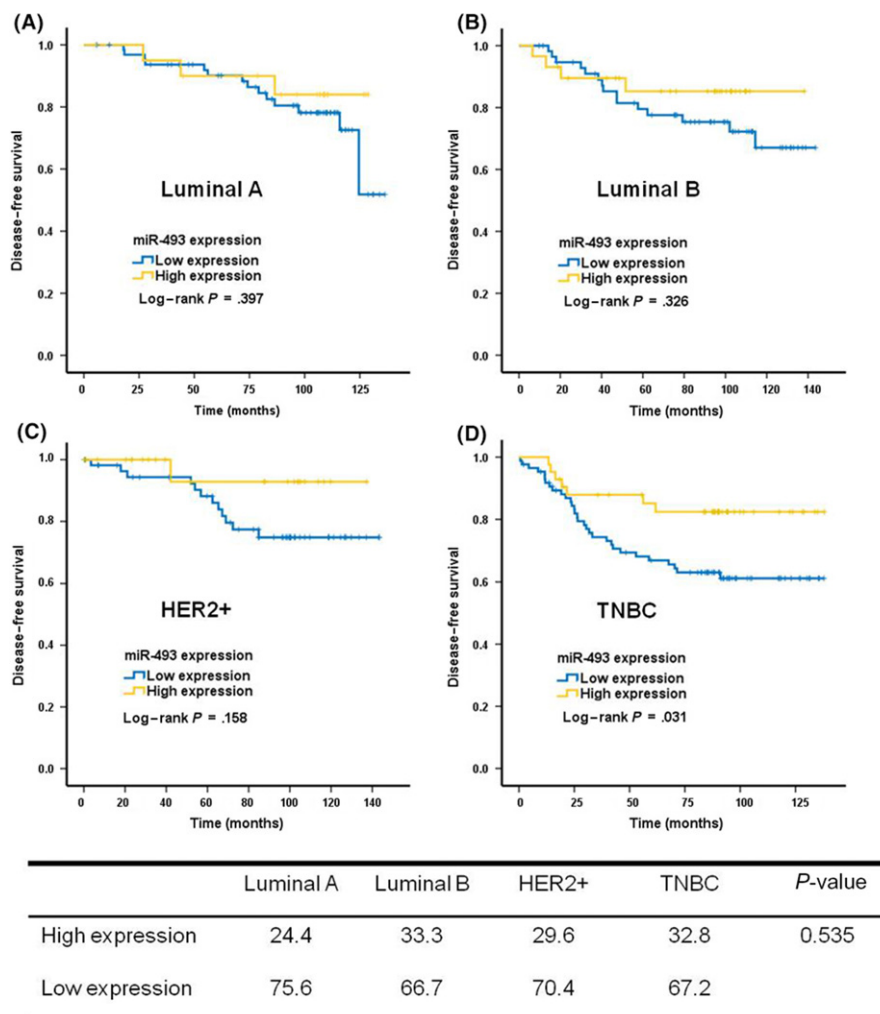 (A)
1.0
0.8
0.6
0.4
0.2
0.0
Disease–free survival
Luminal A
miR-493 expression
Low expression
High expression
Log–rank P = .397
0 25 50 75 100 125
Time (months)
(B)
1.0
0.8
0.6
0.4
0.2
0.0
Disease–free survival
Luminal B
miR-493 expression
Low expression
High expression
Log–rank P = .326
0 20 40 60 80 100 120 140
Time (months)
(C)
1.0
0.8
0.6
0.4
0.2
0.0
Disease–free survival
HER2+
miR-493 expression
Low expression
High expression
Log–rank P = .158
0 20 40 60 80 100 120 140
Time (months)
(D)
1.0
0.8
0.6
0.4
0.2
0.0
Disease–free survival
TNBC
miR-493 expression
Low expression
High expression
Log–rank P = .031
0 25 50 75 100 125
Time (months)
Luminal A Luminal B HER2+ TNBC P-value
High expression 24.4 33.3 29.6 32.8 0.535
Low expression 75.6 66.7 70.4 67.2